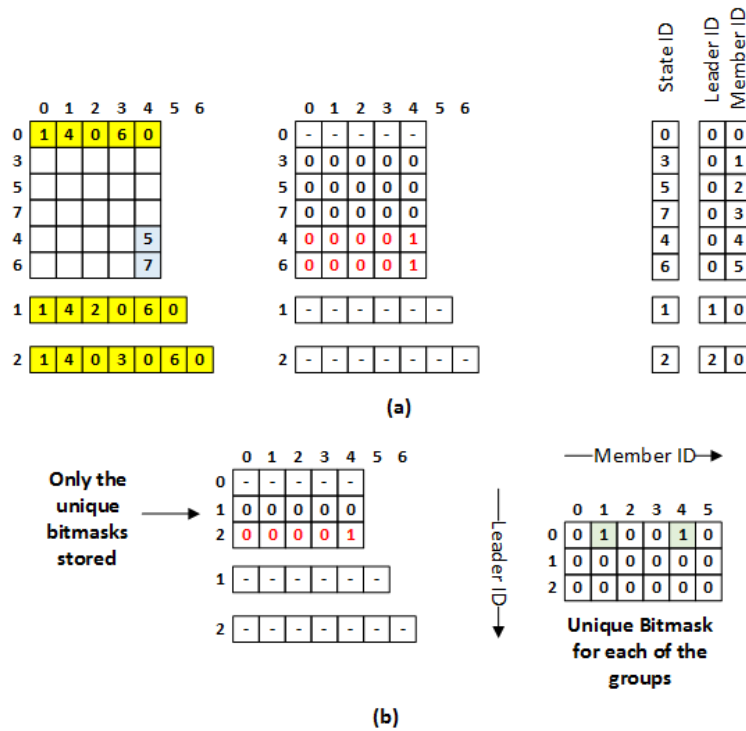 State ID
Leader ID
Member ID
0 1 2 3 4 5 6
0 1 4 0 6 0
3
5
7
4 5
6 7
1 1 4 2 0 6 0
2 1 4 0 3 0 6 0
0 1 2 3 4 5 6
0 - - - - -
3 0 0 0 0 0
5 0 0 0 0 0
7 0 0 0 0 0
4 0 0 0 0 1
6 0 0 0 0 1
1 - - - - - -
2 - - - - - - -
0 0 0
3 0 1
5 0 2
7 0 3
4 0 4
6 0 5
1 1 0
2 2 0
(a)
Only the
unique
bitmasks
stored
0 1 2 3 4 5 6
0 - - - - -
1 0 0 0 0 0
2 0 0 0 0 1
1 - - - - - -
2 - - - - - - -
Member ID
Leader ID
0 1 2 3 4 5
0 0 1 0 0 1 0
1 0 0 0 0 0 0
2 0 0 0 0 0 0
Unique Bitmask
for each of the
groups
(b)